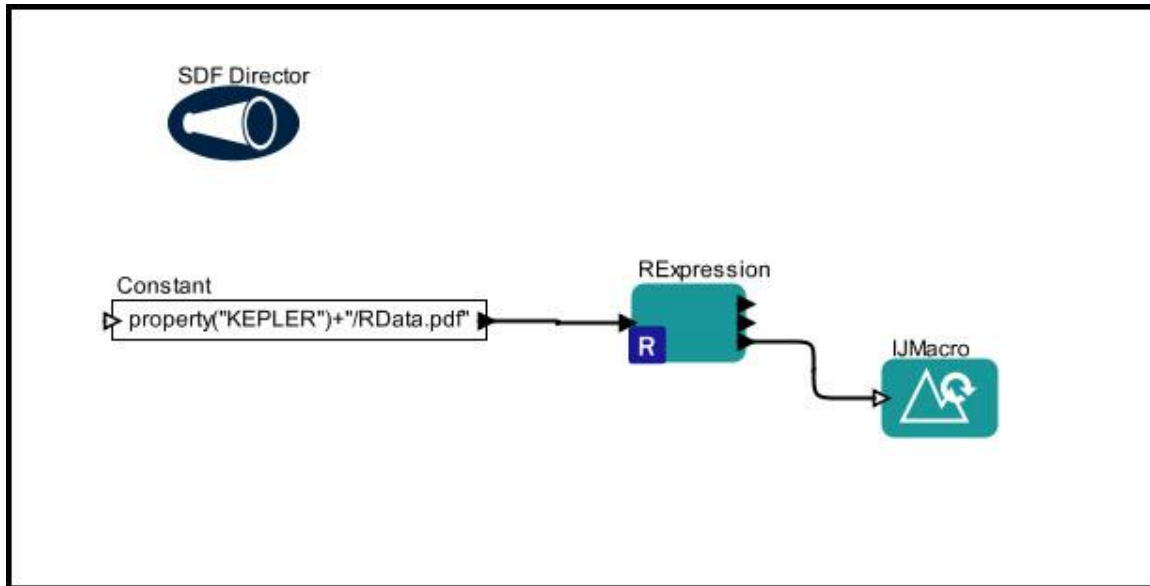 SDF Director
Constant
property("KEPLER")+"/RData.pdf"
RExpression
R
IJMacro